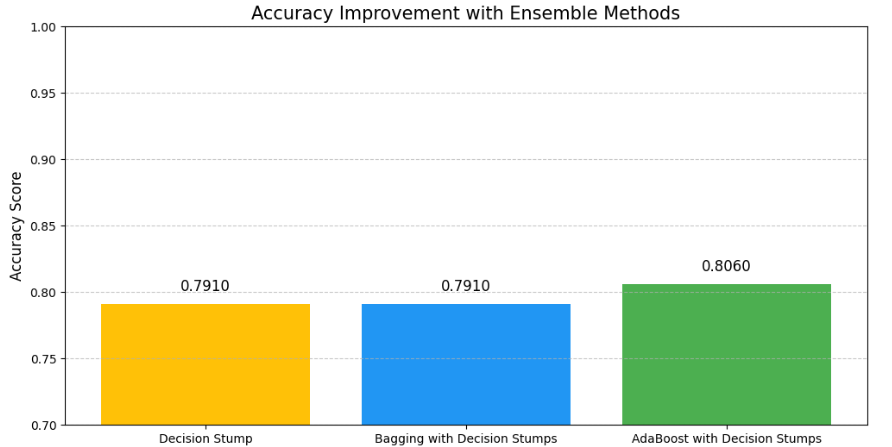 Accuracy Improvement with Ensemble Methods
1.00
0.95
0.90
0.85
0.80
0.75
0.70
Accuracy Score
0.7910
0.7910
0.8060
Decision Stump
Bagging with Decision Stumps
AdaBoost with Decision Stumps